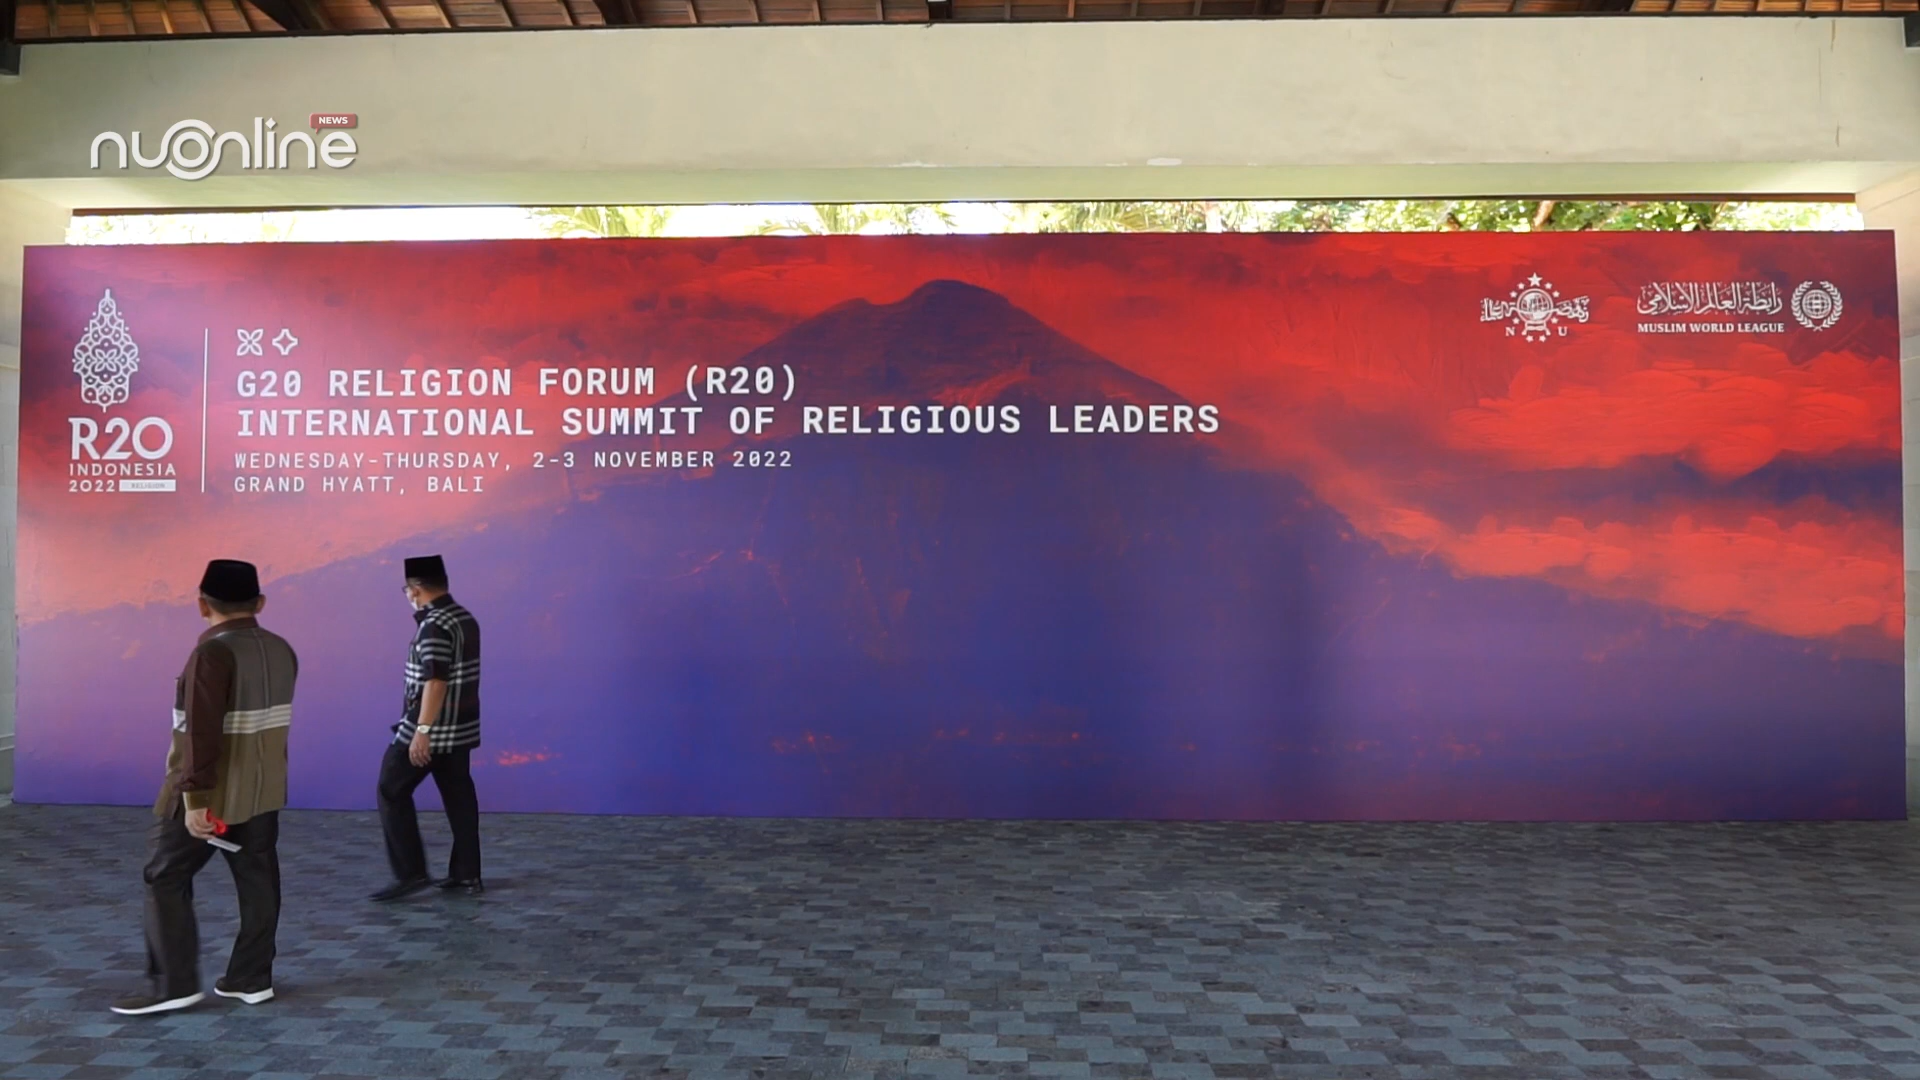 nuonline
NEWS
R20
INDONESIA
2022 RELIGION
G20 RELIGION FORUM (R20)
INTERNATIONAL SUMMIT OF RELIGIOUS LEADERS
WEDNESDAY-THURSDAY, 2-3 NOVEMBER 2022
GRAND HYATT, BALI
N U
رابطة العالم الإسلامي
MUSLIM WORLD LEAGUE